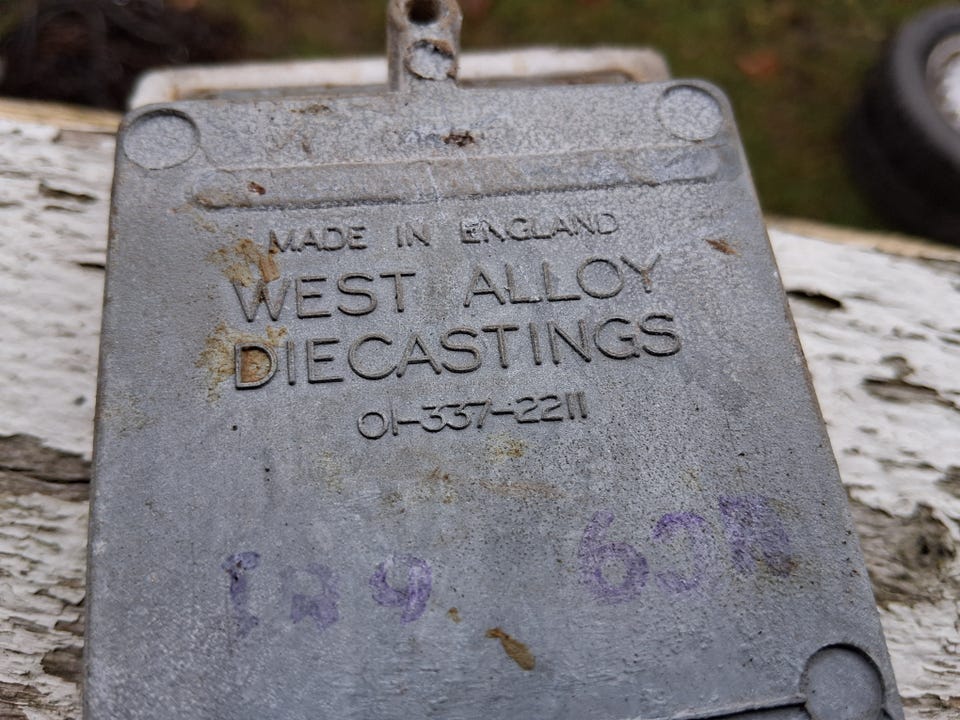 MADE IN ENGLAND
WEST ALLOY
DIECASTINGS
01-337-2211